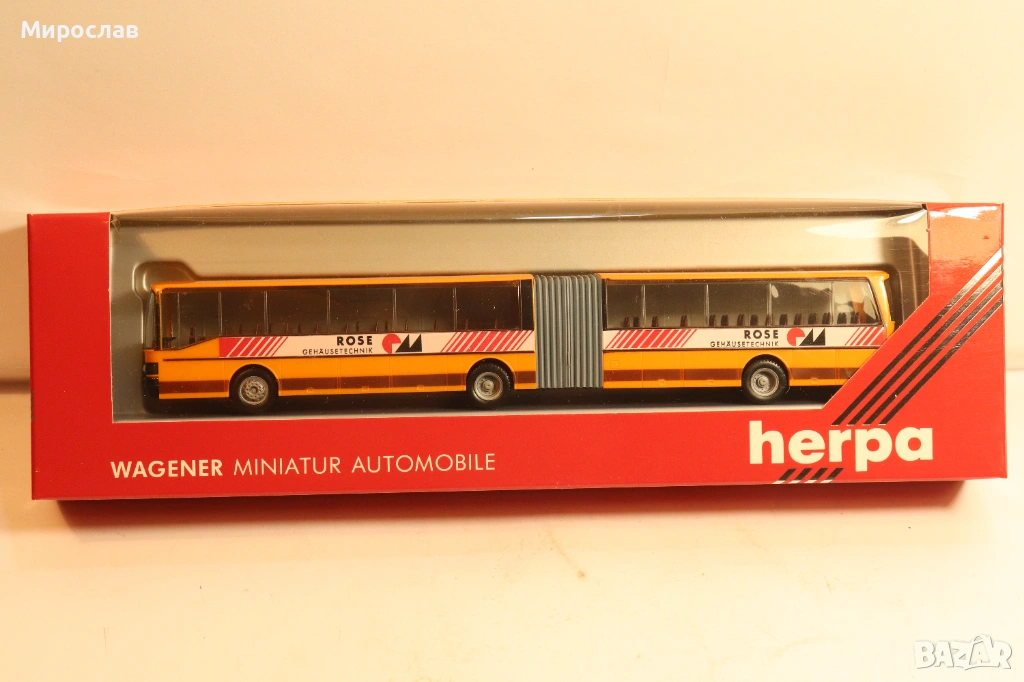 Мирослав
ROSE
GEHÄUSETECHNIK
ROSE
GEHÄUSETECHNIK
WAGENER MINIATUR AUTOMOBILE
herpa
BAZAR